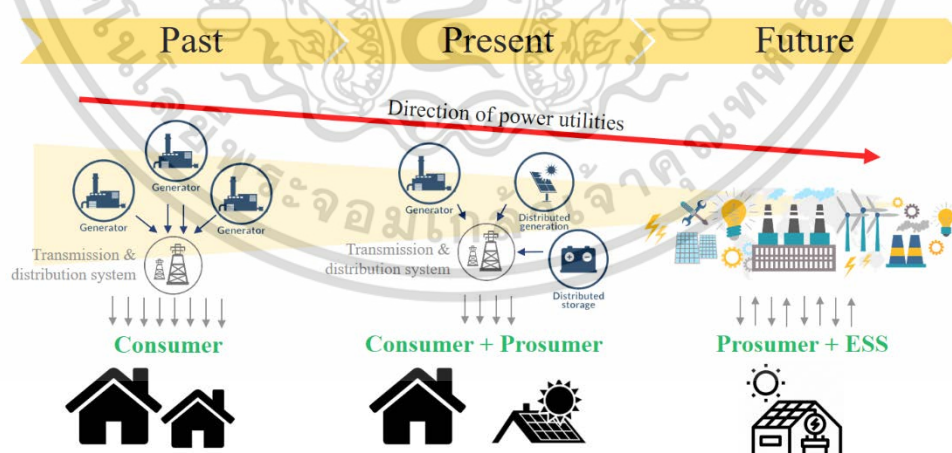 Past
Present
Future
Direction of power utilities
Generator
Generator
Generator
Transmission &
distribution system
Consumer
Generator
Distributed
generation
Transmission &
distribution system
Distributed
storage
Consumer + Prosumer
Prosumer + ESS